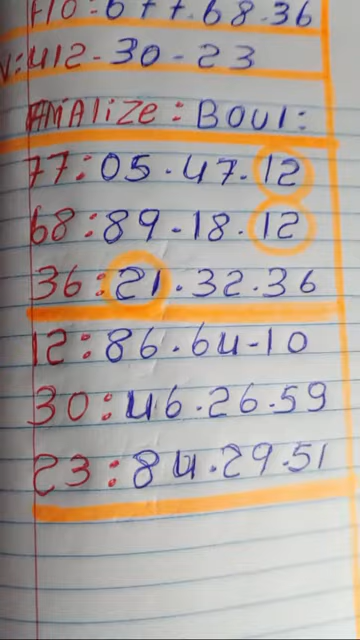 F10:677.68.36
N:412-30-23
ANAlize:Boul:
77:05.47.12
68:89-18.12
36:21.32.36
12:86.64-10
30:46.26.59
23:84.29.51